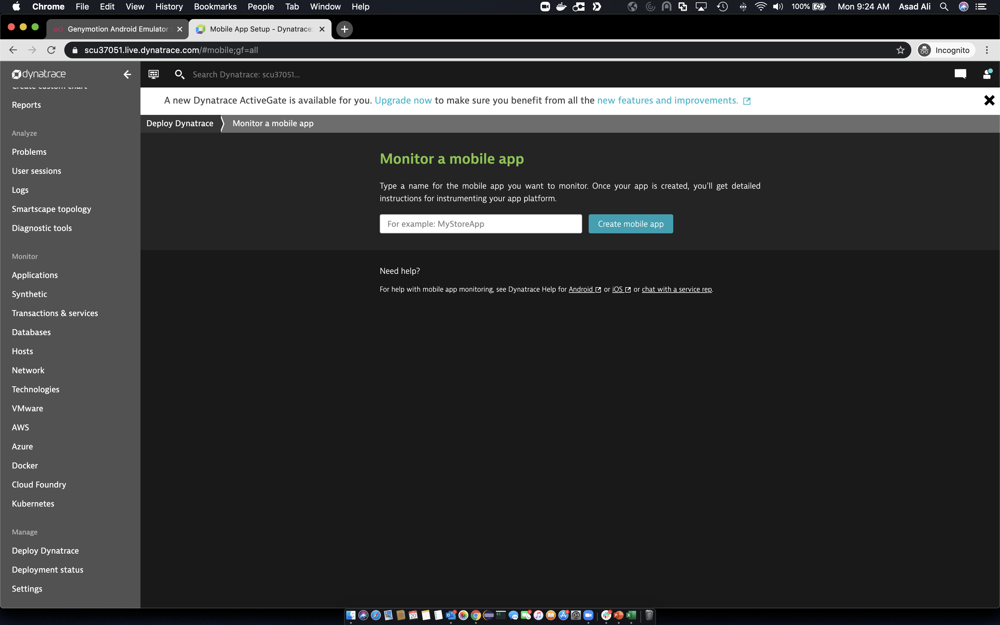 Chrome File Edit View History Bookmarks People Tab Window Help 100% Mon 9:24 AM Asad Ali
Genymotion Android Emulator
Mobile App Setup - Dynatrace:
scu37051.live.dynatrace.com/#mobile;gf=all
Incognito
dynatrace
Search Dynatrace: scu37051...
Create custom chart
Reports
Analyze
Problems
User sessions
Logs
Smartscape topology
Diagnostic tools
Monitor
Applications
Synthetic
Transactions & services
Databases
Hosts
Network
Technologies
VMware
AWS
Azure
Docker
Cloud Foundry
Kubernetes
Manage
Deploy Dynatrace
Deployment status
Settings
A new Dynatrace ActiveGate is available for you. Upgrade now to make sure you benefit from all the new features and improvements.
Deploy Dynatrace
Monitor a mobile app
Monitor a mobile app
Type a name for the mobile app you want to monitor. Once your app is created, you'll get detailed
instructions for instrumenting your app platform.
For example: MyStoreApp
Create mobile app
Need help?
For help with mobile app monitoring, see Dynatrace Help for Android or iOS or chat with a service rep.
20